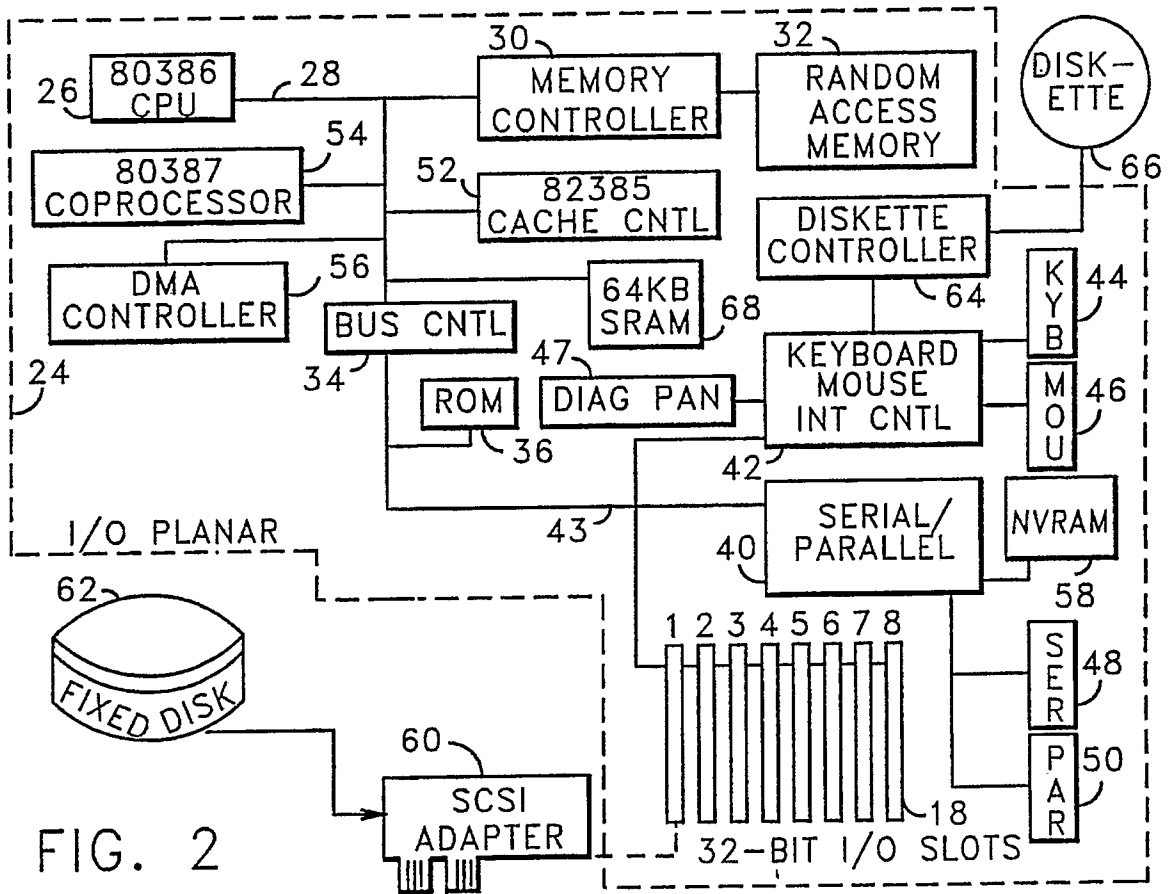 30
32
26
80386
CPU
28
MEMORY
CONTROLLER
RANDOM
ACCESS
MEMORY
DISK-
ETTE
66
54
80387
COPROCESSOR
52
82385
CACHE CNTL
DISKETTE
CONTROLLER
64
DMA
CONTROLLER
56
64KB
SRAM
68
KYB
44
BUS CNTL
34
47
DIAG PAN
KEYBOARD
MOUSE
INT CNTL
42
MOU
46
24
ROM
36
43
I/O PLANAR
SERIAL/
PARALLEL
40
NVRAM
58
62
FIXED DISK
1 2 3 4 5 6 7 8
18
32-BIT I/O SLOTS
SER
48
PAR
50
60
SCSI
ADAPTER
FIG. 2